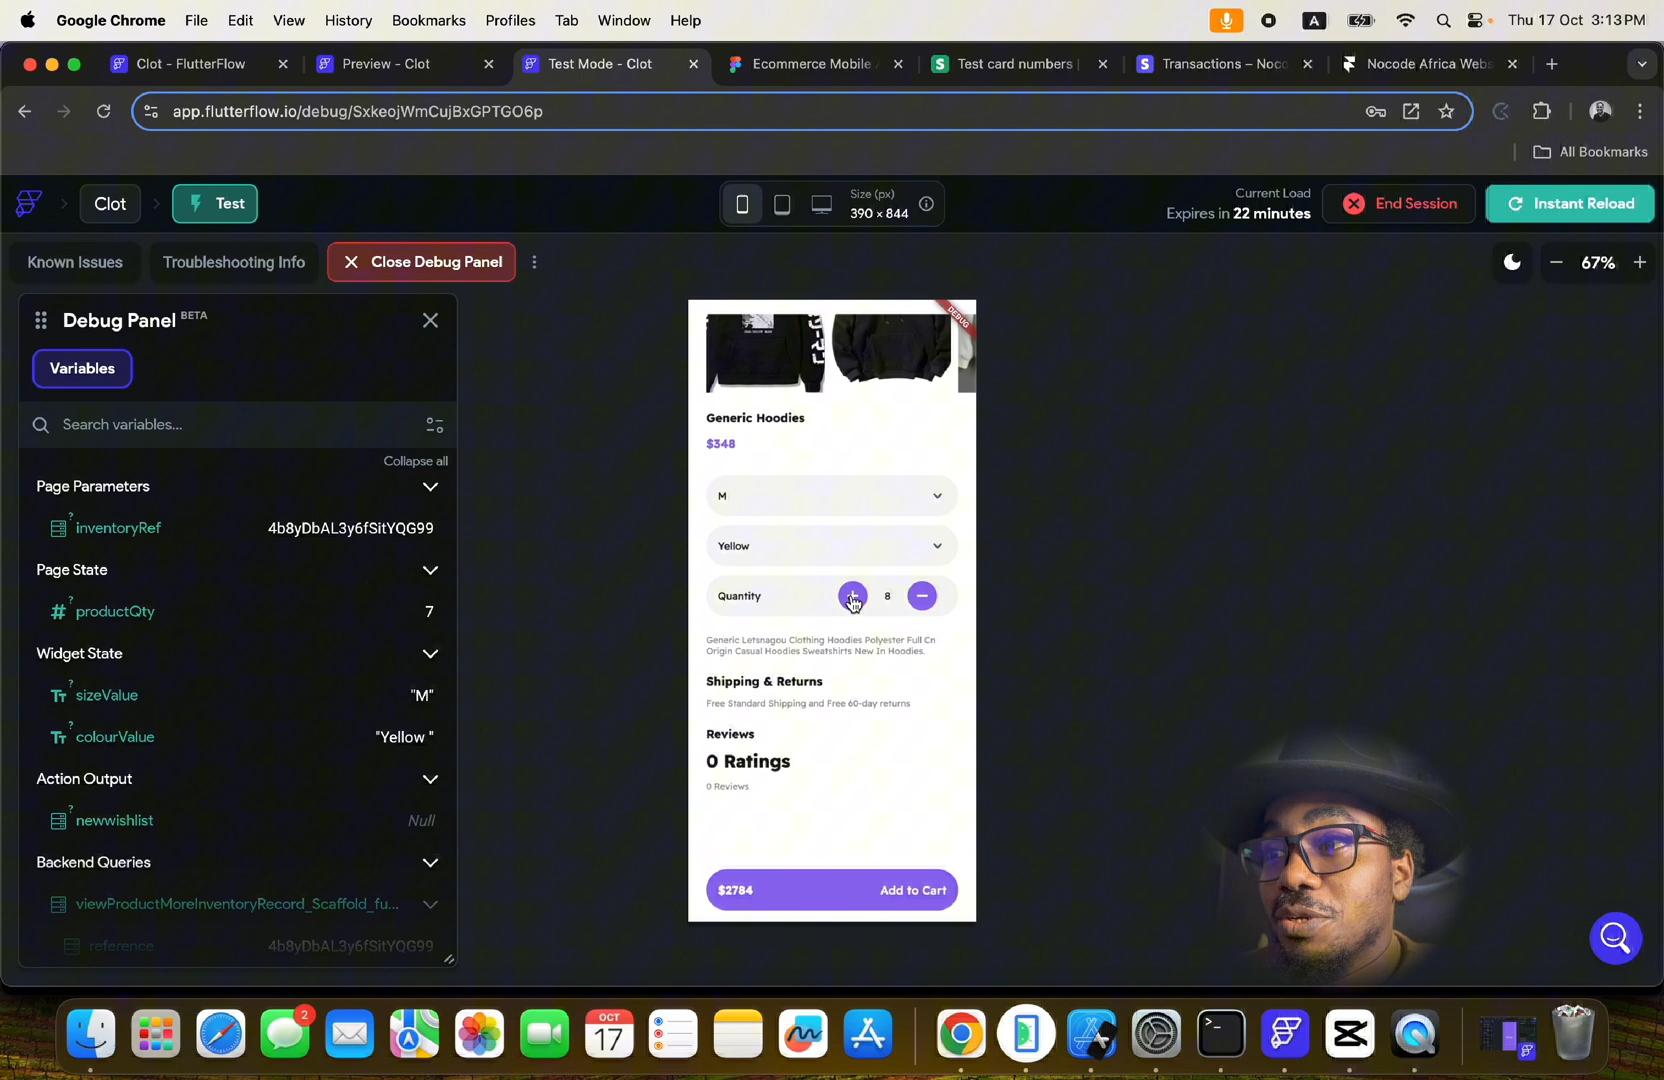 Google Chrome File Edit View History Bookmarks Profiles Tab Window Help A Thu 17 Oct 3:13PM
Clot - FlutterFlow Preview - Clot Test Mode - Clot Ecommerce Mobile Test card numbers Transactions – Noco Nocode Africa Webs
app.flutterflow.io/debug/SxkeojWmCujBxGPTGO6p
All Bookmarks
Clot Test Size (px) 390 × 844 Current Load Expires in 22 minutes End Session Instant Reload
Known Issues Troubleshooting Info Close Debug Panel 67%
Debug Panel BETA
Variables
Search variables...
Collapse all
Page Parameters
inventoryRef 4b8yDbAL3y6fSitYQG99
Page State
productQty 7
Widget State
sizeValue "M"
colourValue "Yellow "
Action Output
newwishlist Null
Backend Queries
viewProductMoreInventoryRecord_Scaffold_fu...
reference 4b8yDbAL3y6fSitYQG99
DEBUG
Generic Hoodies
$348
M
Yellow
Quantity 8
Generic Letsnagou Clothing Hoodies Polyester Full Cn
Origin Casual Hoodies Sweatshirts New In Hoodies.
Shipping & Returns
Free Standard Shipping and Free 60-day returns
Reviews
0 Ratings
0 Reviews
$2784 Add to Cart
2
OCT
17